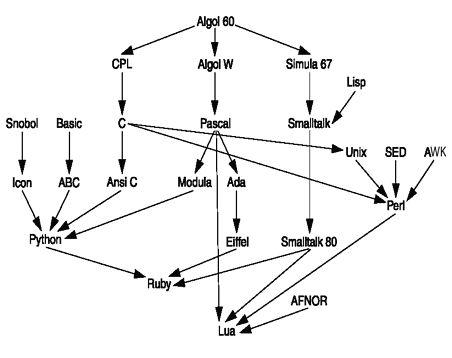 Algol 60
CPL Algol W Simula 67
Lisp
Snobol Basic C Pascal Smalltalk
Unix SED AWK
Icon ABC Ansi C Modula Ada
Perl
Python Eiffel Smalltalk 80
Ruby
AFNOR
Lua